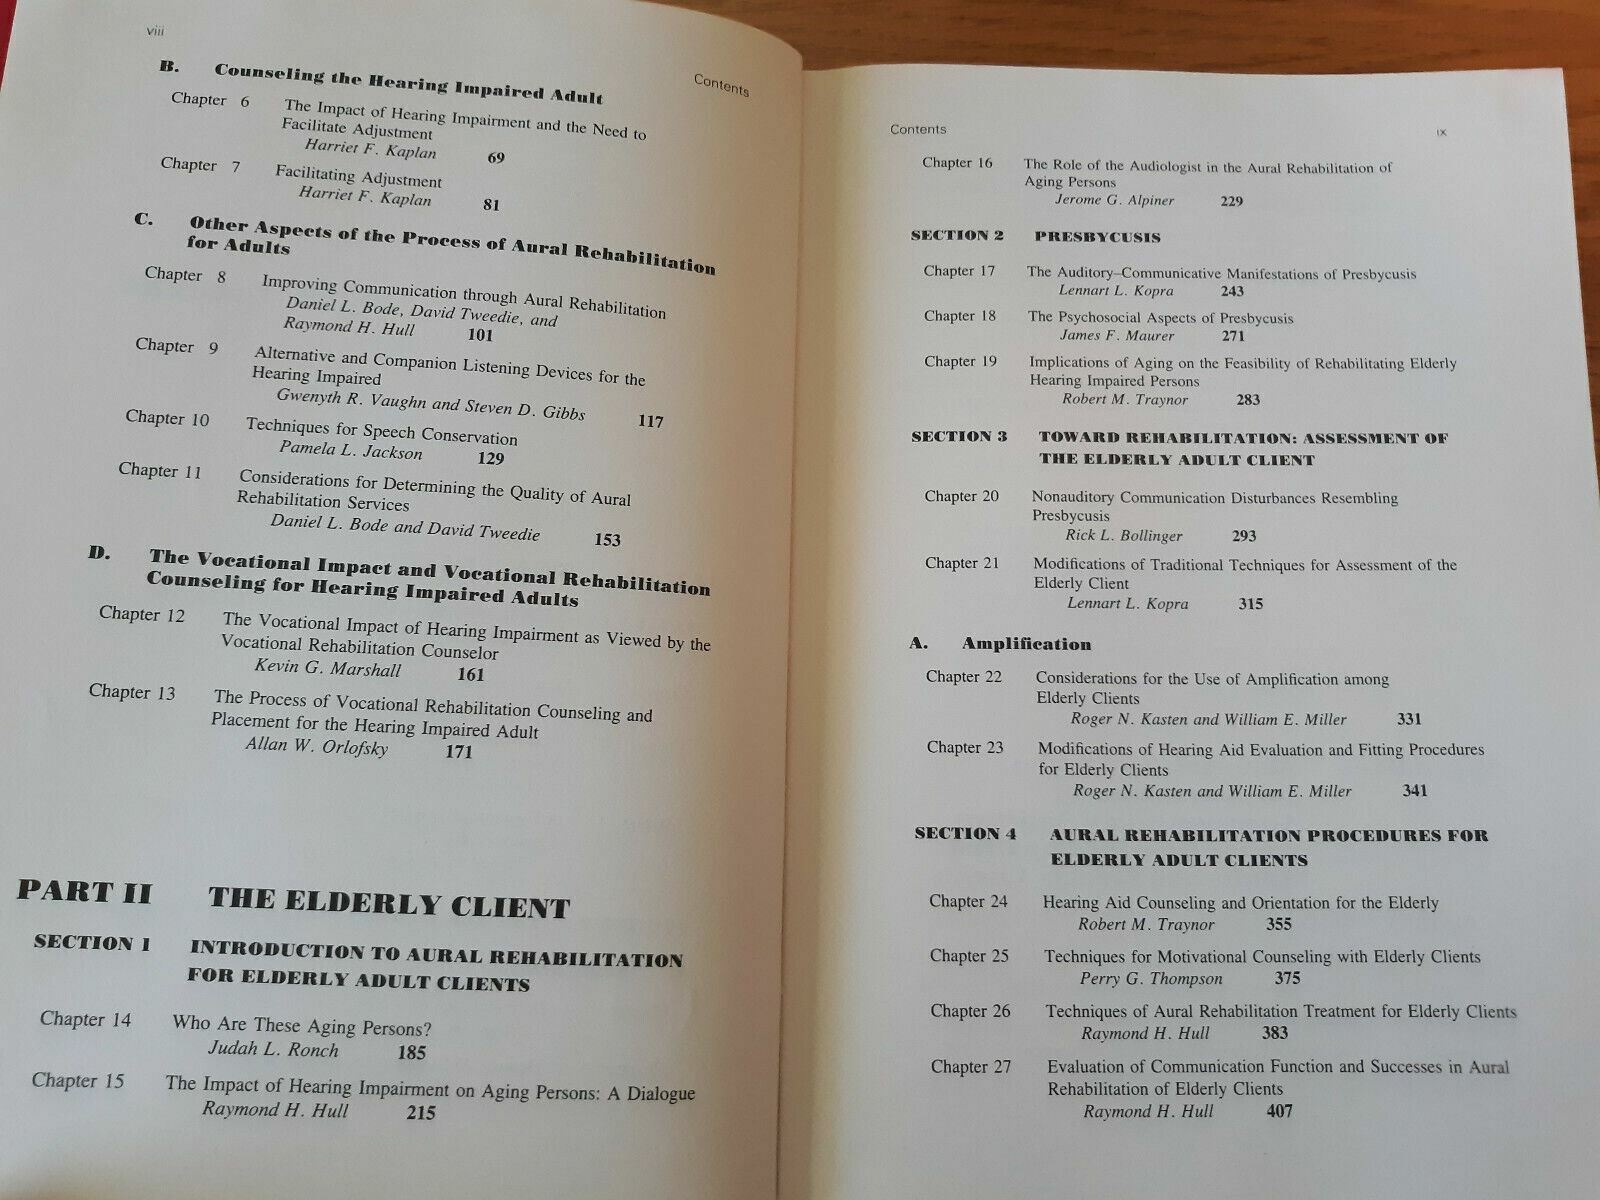 viii
Contents
B. Counseling the Hearing Impaired Adult
Chapter 6 The Impact of Hearing Impairment and the Need to
Facilitate Adjustment
Harriet F. Kaplan 69
Chapter 7 Facilitating Adjustment
Harriet F. Kaplan 81
C. Other Aspects of the Process of Aural Rehabilitation
for Adults
Chapter 8 Improving Communication through Aural Rehabilitation
Daniel L. Bode, David Tweedie, and
Raymond H. Hull 101
Chapter 9 Alternative and Companion Listening Devices for the
Hearing Impaired
Gwenyth R. Vaughn and Steven D. Gibbs 117
Chapter 10 Techniques for Speech Conservation
Pamela L. Jackson 129
Chapter 11 Considerations for Determining the Quality of Aural
Rehabilitation Services
Daniel L. Bode and David Tweedie 153
D. The Vocational Impact and Vocational Rehabilitation
Counseling for Hearing Impaired Adults
Chapter 12 The Vocational Impact of Hearing Impairment as Viewed by the
Vocational Rehabilitation Counselor
Kevin G. Marshall 161
Chapter 13 The Process of Vocational Rehabilitation Counseling and
Placement for the Hearing Impaired Adult
Allan W. Orlofsky 171
PART II THE ELDERLY CLIENT
SECTION 1 INTRODUCTION TO AURAL REHABILITATION
FOR ELDERLY ADULT CLIENTS
Chapter 14 Who Are These Aging Persons?
Judah L. Ronch 185
Chapter 15 The Impact of Hearing Impairment on Aging Persons: A Dialogue
Raymond H. Hull 215
Contents ix
Chapter 16 The Role of the Audiologist in the Aural Rehabilitation of
Aging Persons
Jerome G. Alpiner 229
SECTION 2 PRESBYCUSIS
Chapter 17 The Auditory–Communicative Manifestations of Presbycusis
Lennart L. Kopra 243
Chapter 18 The Psychosocial Aspects of Presbycusis
James F. Maurer 271
Chapter 19 Implications of Aging on the Feasibility of Rehabilitating Elderly
Hearing Impaired Persons
Robert M. Traynor 283
SECTION 3 TOWARD REHABILITATION: ASSESSMENT OF
THE ELDERLY ADULT CLIENT
Chapter 20 Nonauditory Communication Disturbances Resembling
Presbycusis
Rick L. Bollinger 293
Chapter 21 Modifications of Traditional Techniques for Assessment of the
Elderly Client
Lennart L. Kopra 315
A. Amplification
Chapter 22 Considerations for the Use of Amplification among
Elderly Clients
Roger N. Kasten and William E. Miller 331
Chapter 23 Modifications of Hearing Aid Evaluation and Fitting Procedures
for Elderly Clients
Roger N. Kasten and William E. Miller 341
SECTION 4 AURAL REHABILITATION PROCEDURES FOR
ELDERLY ADULT CLIENTS
Chapter 24 Hearing Aid Counseling and Orientation for the Elderly
Robert M. Traynor 355
Chapter 25 Techniques for Motivational Counseling with Elderly Clients
Perry G. Thompson 375
Chapter 26 Techniques of Aural Rehabilitation Treatment for Elderly Clients
Raymond H. Hull 383
Chapter 27 Evaluation of Communication Function and Successes in Aural
Rehabilitation of Elderly Clients
Raymond H. Hull 407